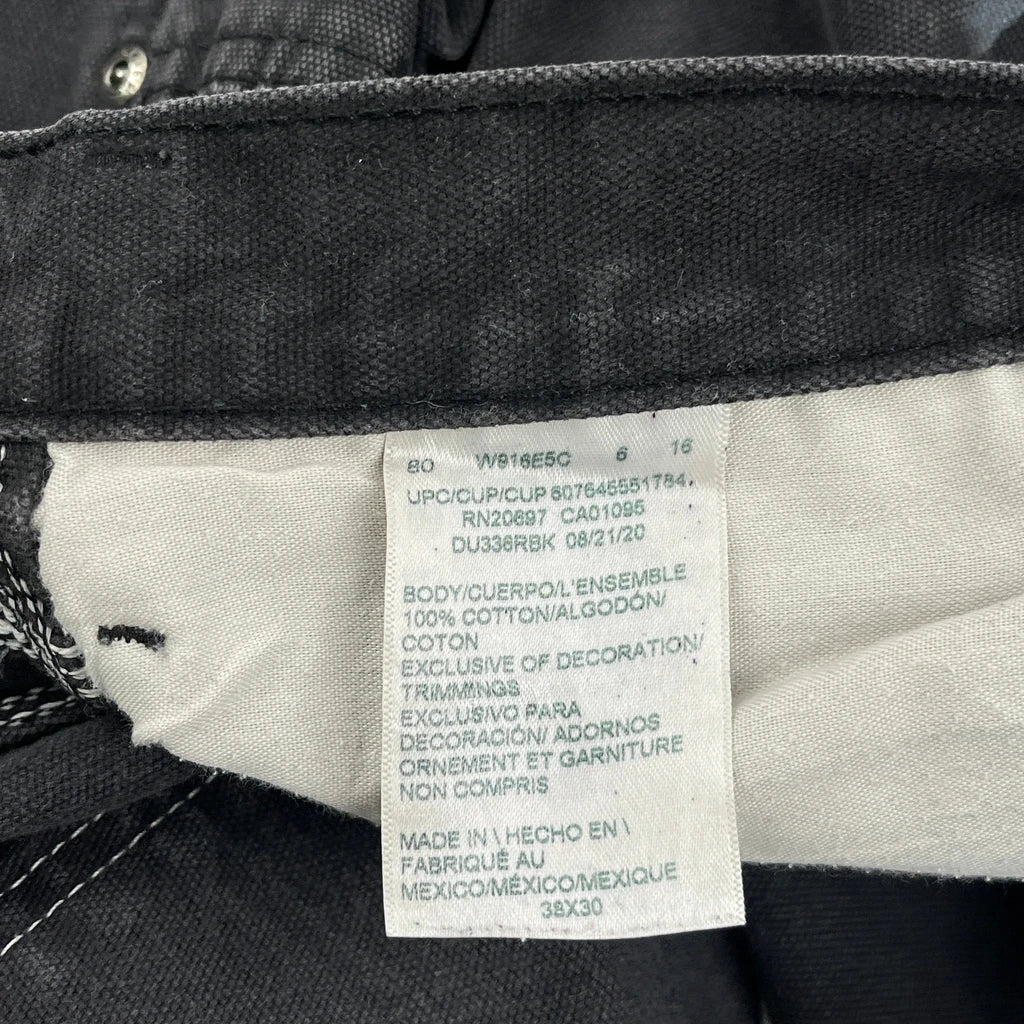 80 W916E5C 6 16
UPC/CUP/CUP 607645551784.
RN20697 CA01095
DU336RBK 08/21/20
BODY/CUERPO/L'ENSEMBLE
100% COTTON/ALGODÓN/
COTON
EXCLUSIVE OF DECORATION/
TRIMMINGS
EXCLUSIVO PARA
DECORACIÓN/ ADORNOS
ORNEMENT ET GARNITURE
NON COMPRIS
MADE IN \ HECHO EN \
FABRIQUÉ AU
MEXICO/MÉXICO/MEXIQUE
38X30